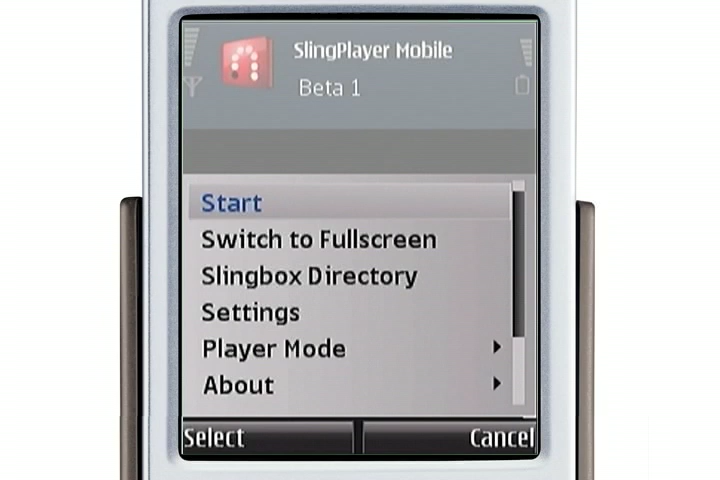 SlingPlayer Mobile
Beta 1
Start
Switch to Fullscreen
Slingbox Directory
Settings
Player Mode
About
Select
Cancel